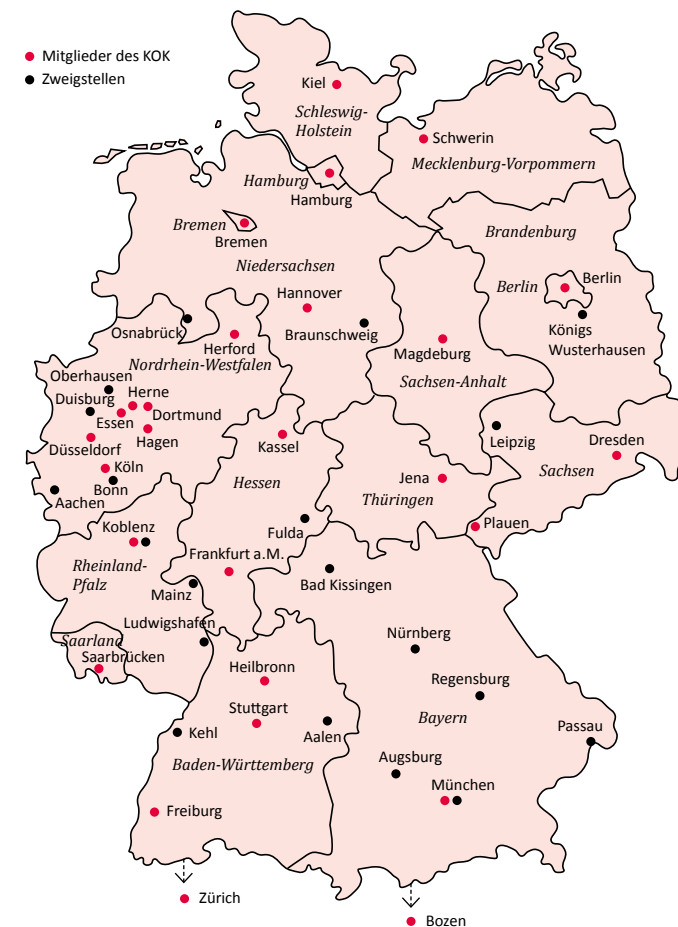 Mitglieder des KOK
Zweigstellen
Kiel
Schleswig-
Holstein
Schwerin
Mecklenburg-Vorpommern
Hamburg
Hamburg
Bremen
Bremen
Brandenburg
Niedersachsen
Berlin
Berlin
Hannover
Osnabrück
Braunschweig
Königs
Wusterhausen
Herford
Magdeburg
Nordrhein-Westfalen
Sachsen-Anhalt
Oberhausen
Duisburg
Herne
Essen
Dortmund
Hagen
Düsseldorf
Kassel
Leipzig
Dresden
Köln
Bonn
Aachen
Hessen
Jena
Thüringen
Sachsen
Koblenz
Fulda
Plauen
Rheinland-
Pfalz
Frankfurt a.M.
Mainz
Bad Kissingen
Ludwigshafen
Saarland
Saarbrücken
Nürnberg
Heilbronn
Regensburg
Stuttgart
Bayern
Kehl
Aalen
Passau
Baden-Württemberg
Augsburg
München
Freiburg
Zürich
Bozen